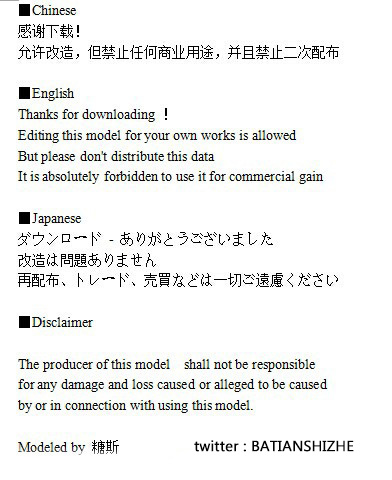 ■Chinese
感谢下载！
允许改造，但禁止任何商业用途，并且禁止二次配布
■English
Thanks for downloading ！
Editing this model for your own works is allowed
But please don't distribute this data
It is absolutely forbidden to use it for commercial gain
■Japanese
ダウンロード - ありがとうございました
改造は問題ありません
再配布、トレード、売買などは一切ご遠慮ください
■Disclaimer
The producer of this model　shall not be responsible
for any damage and loss caused or alleged to be caused
by or in connection with using this model.
Modeled by 糖斯
twitter : BATIANSHIZHE